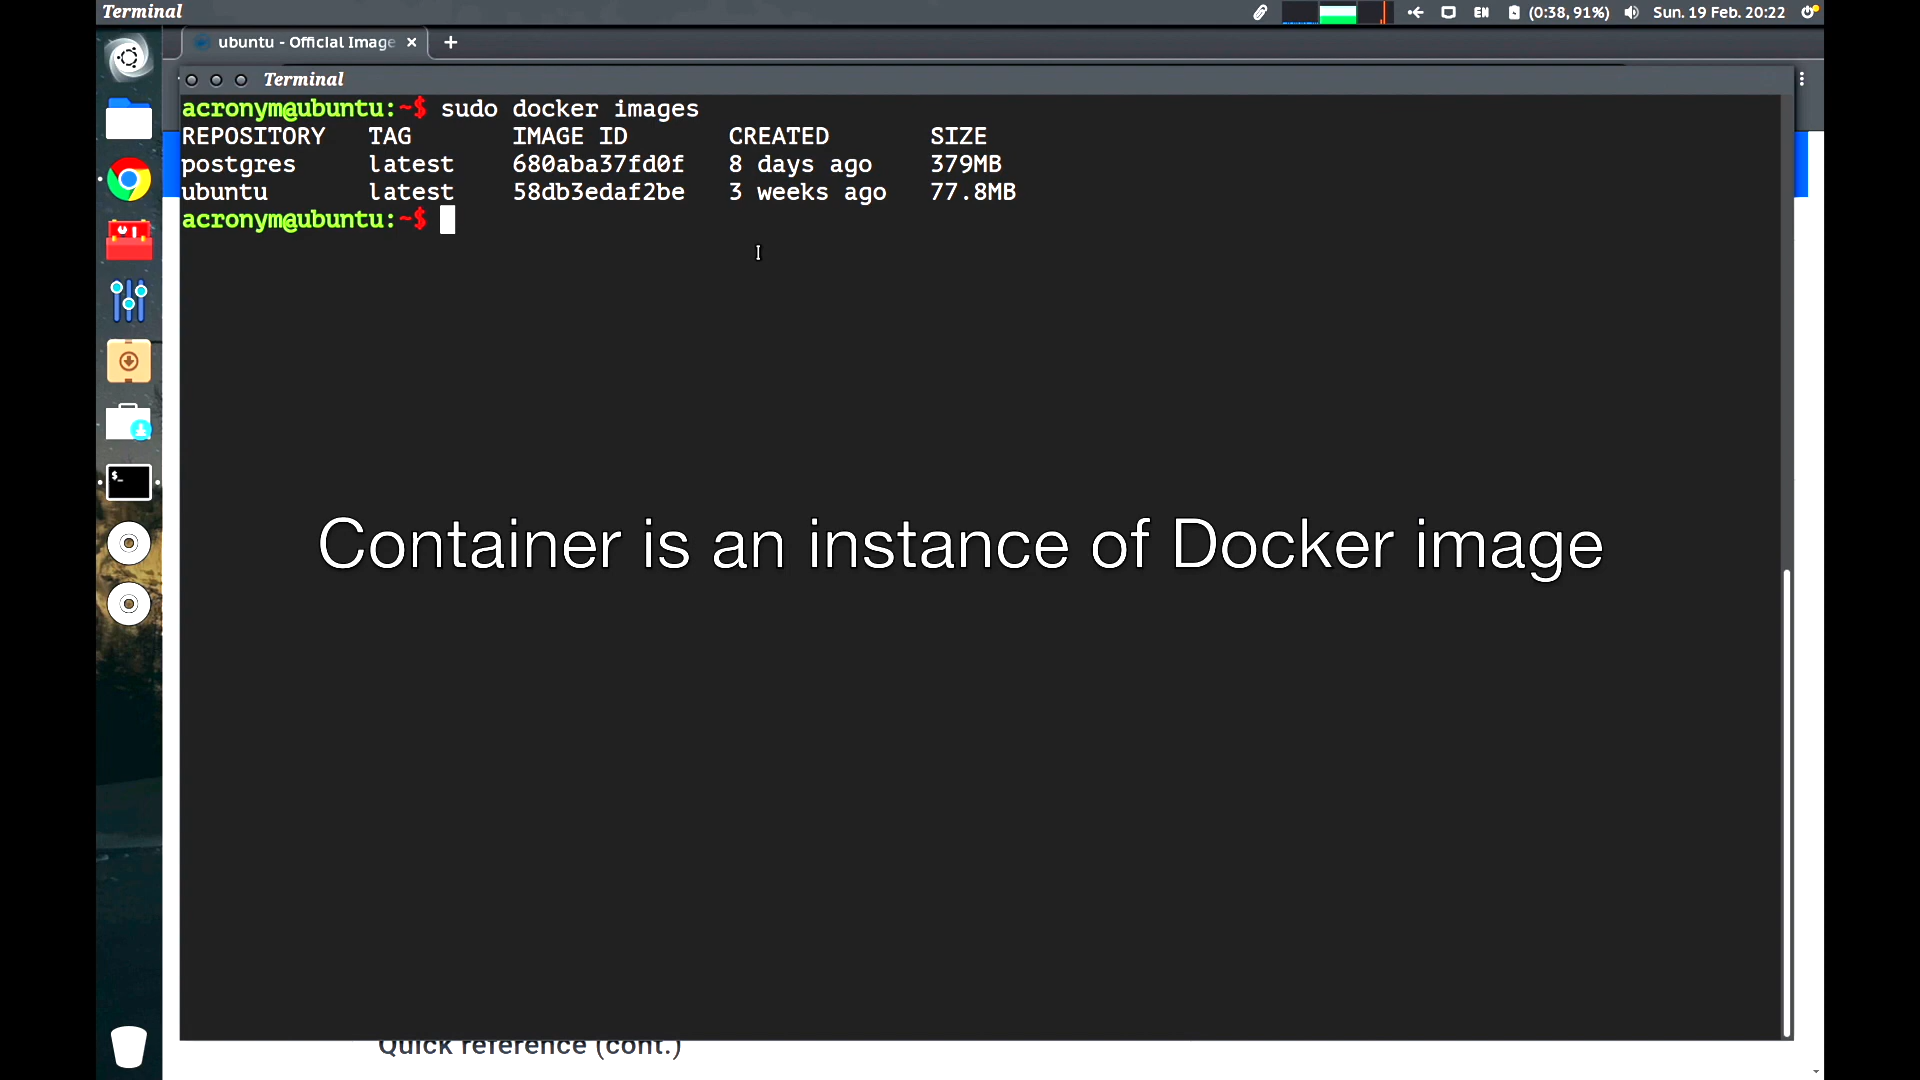 Terminal
EN (0:38, 91%) Sun. 19 Feb. 20:22
ubuntu - Official Image
Terminal
acronym@ubuntu:~$ sudo docker images
REPOSITORY TAG IMAGE ID CREATED SIZE
postgres latest 680aba37fd0f 8 days ago 379MB
ubuntu latest 58db3edaf2be 3 weeks ago 77.8MB
acronym@ubuntu:~$
$_
Container is an instance of Docker image
Quick reference (cont.)